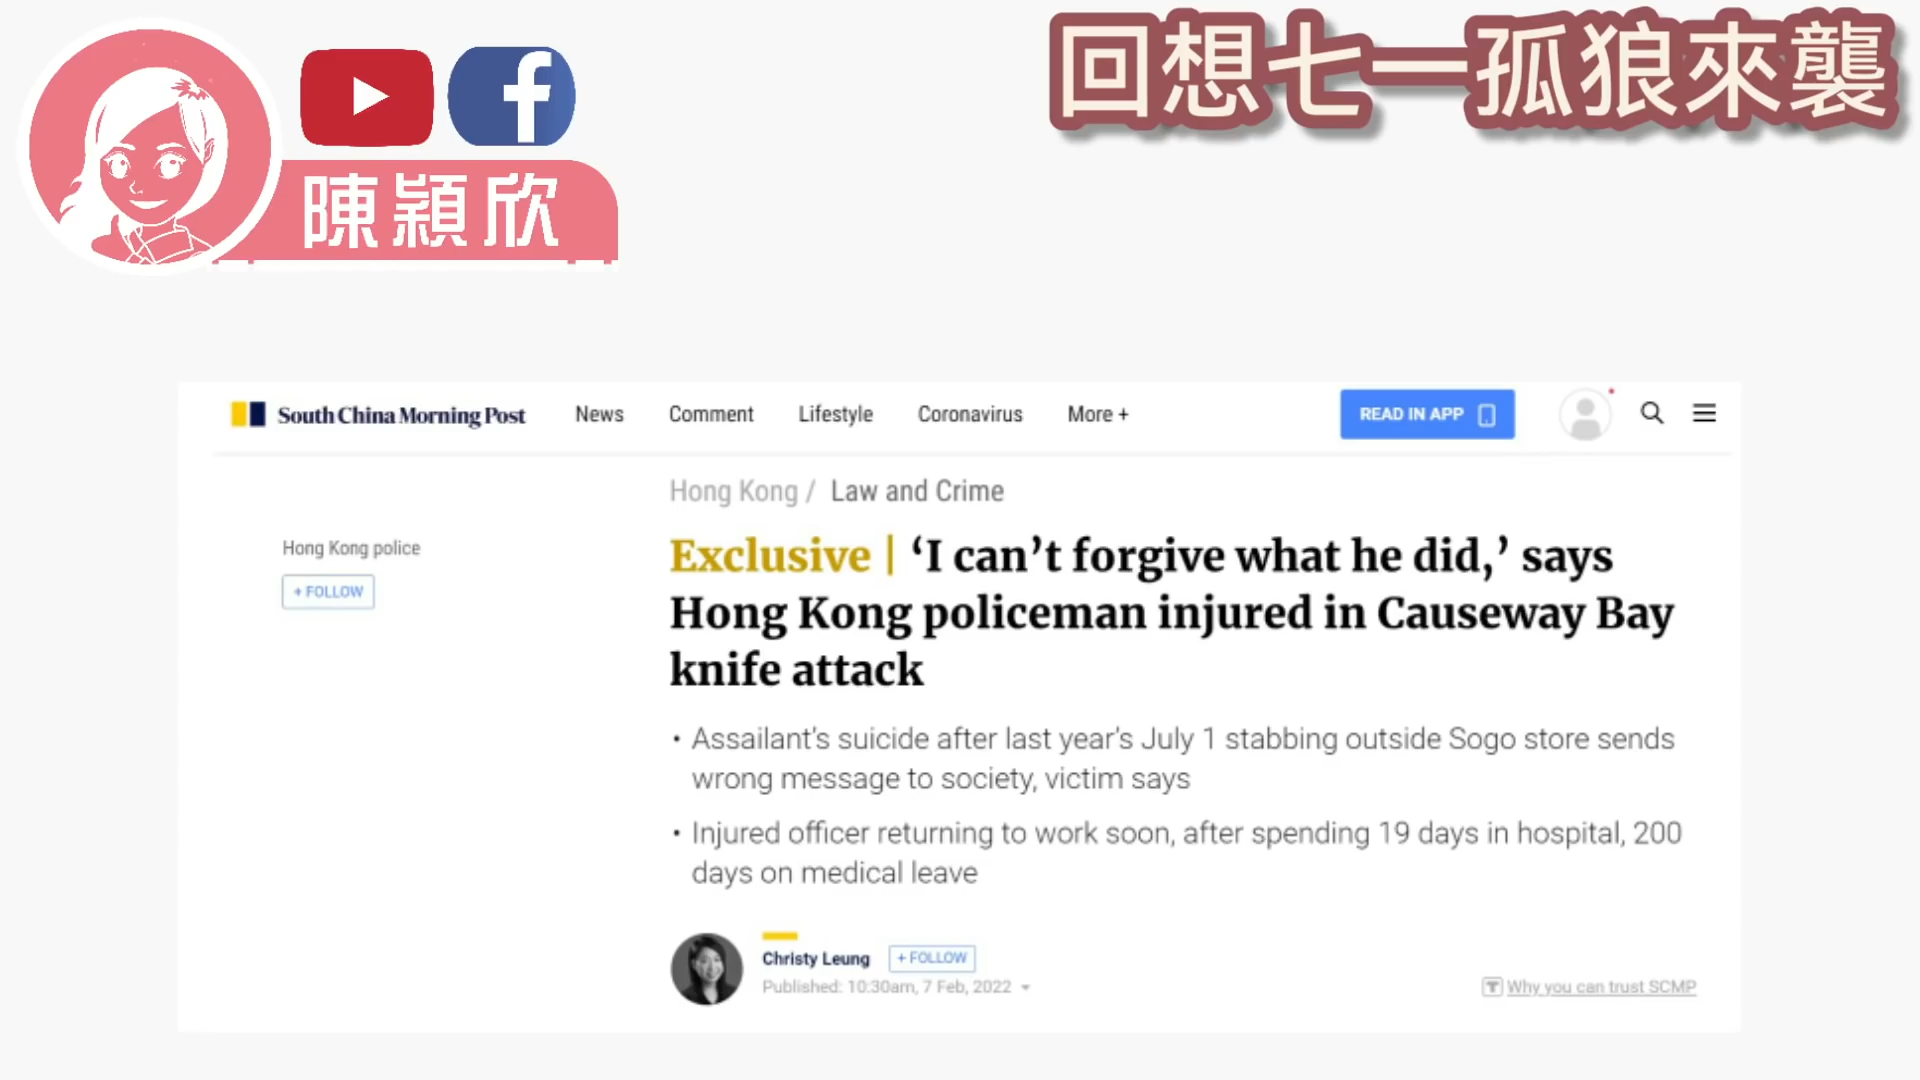 回想七一孤狼來襲
陳穎欣
South China Morning Post
News
Comment
Lifestyle
Coronavirus
More +
READ IN APP
Hong Kong / Law and Crime
Hong Kong police
+ FOLLOW
Exclusive | ‘I can’t forgive what he did,’ says
Hong Kong policeman injured in Causeway Bay
knife attack
• Assailant's suicide after last year's July 1 stabbing outside Sogo store sends
wrong message to society, victim says
• Injured officer returning to work soon, after spending 19 days in hospital, 200
days on medical leave
Christy Leung
+ FOLLOW
Published: 10:30am, 7 Feb, 2022
Why you can trust SCMP